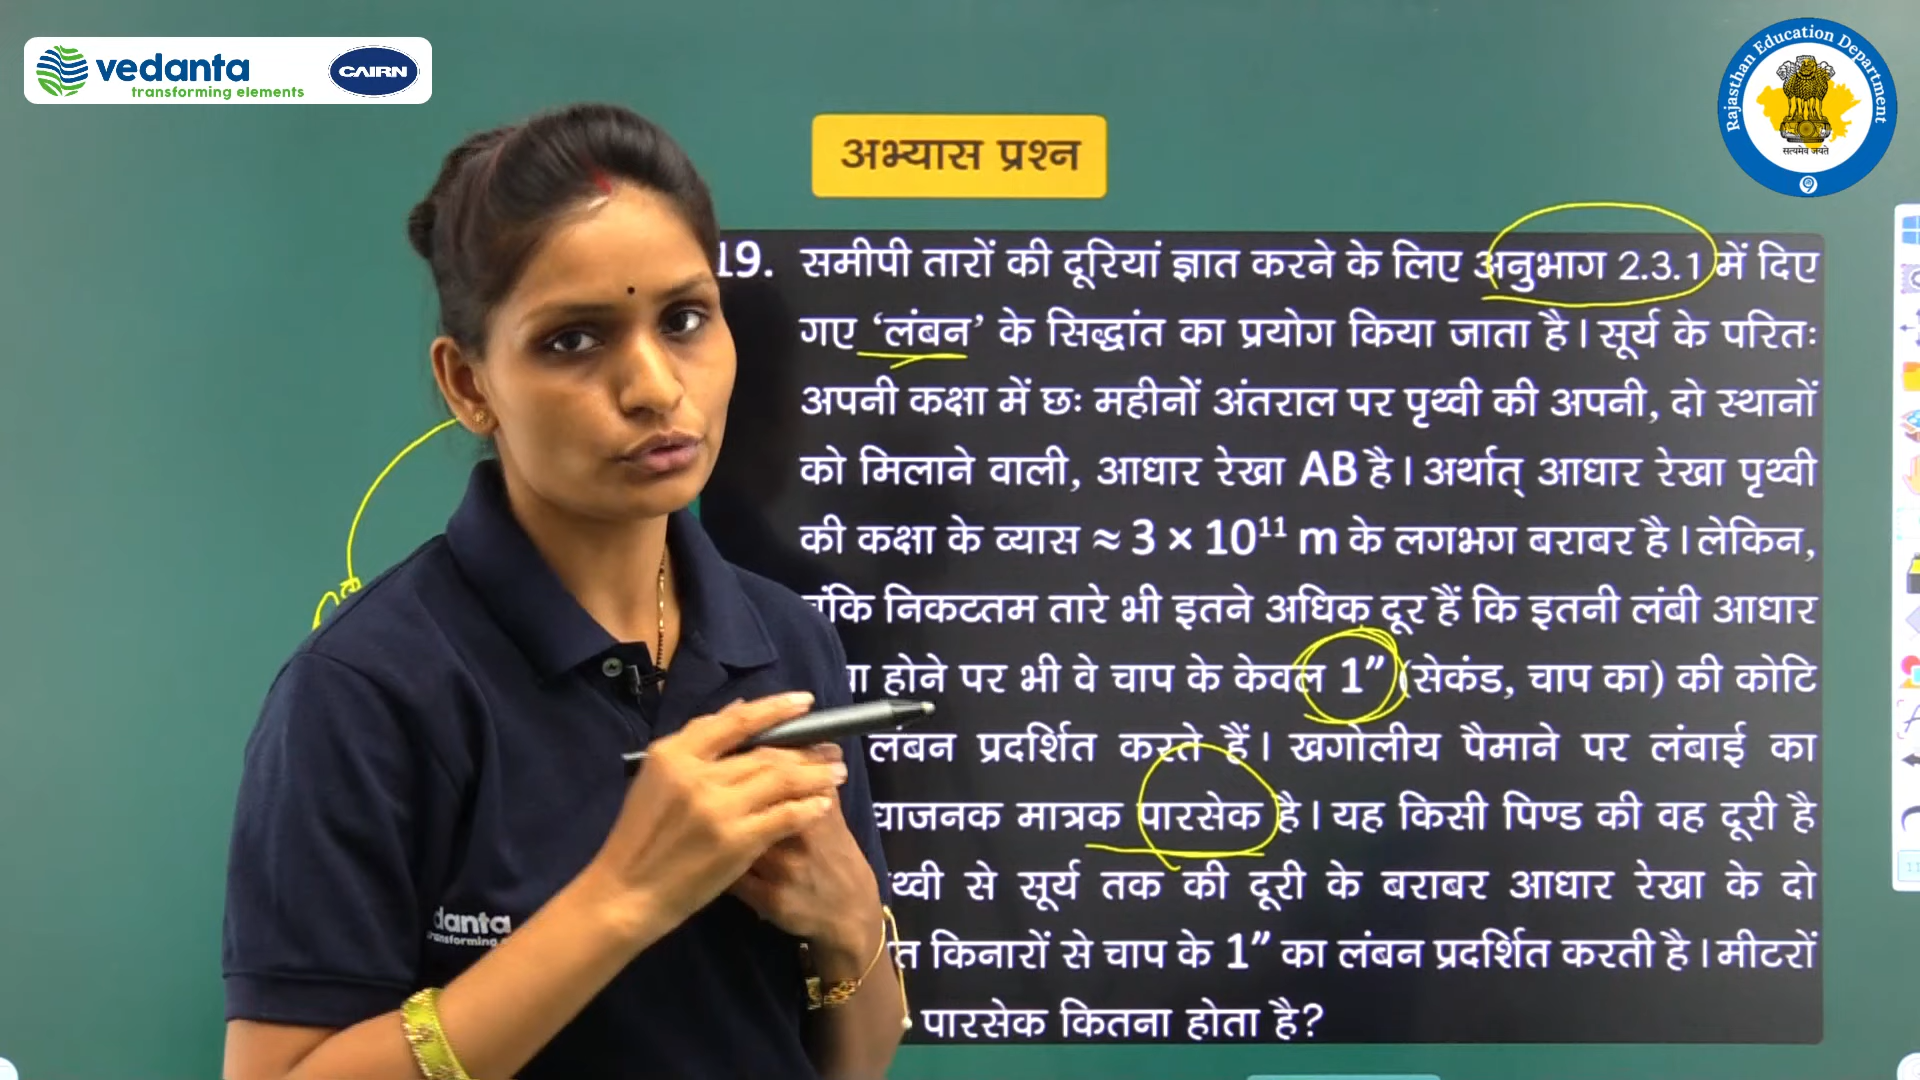 vedanta
transforming elements
CAIRN
Rajasthan Education Department
सत्यमेव जयते
अभ्यास प्रश्न
19. समीपी तारों की दूरियां ज्ञात करने के लिए अनुभाग 2.3.1 में दिए
गए ‘लंबन’ के सिद्धांत का प्रयोग किया जाता है। सूर्य के परितः
अपनी कक्षा में छः महीनों अंतराल पर पृथ्वी की अपनी, दो स्थानों
को मिलाने वाली, आधार रेखा AB है। अर्थात् आधार रेखा पृथ्वी
की कक्षा के व्यास ≈ 3 × 10¹¹ m के लगभग बराबर है। लेकिन,
निकटतम तारे भी इतने अधिक दूर हैं कि इतनी लंबी आधार
होने पर भी वे चाप के केवल 1” (सेकंड, चाप का) की कोटि
लंबन प्रदर्शित करते हैं। खगोलीय पैमाने पर लंबाई का
मात्रक पारसेक है। यह किसी पिण्ड की वह दूरी है
से सूर्य तक की दूरी के बराबर आधार रेखा के दो
किनारों से चाप के 1” का लंबन प्रदर्शित करती है। मीटरों
पारसेक कितना होता है?
danta